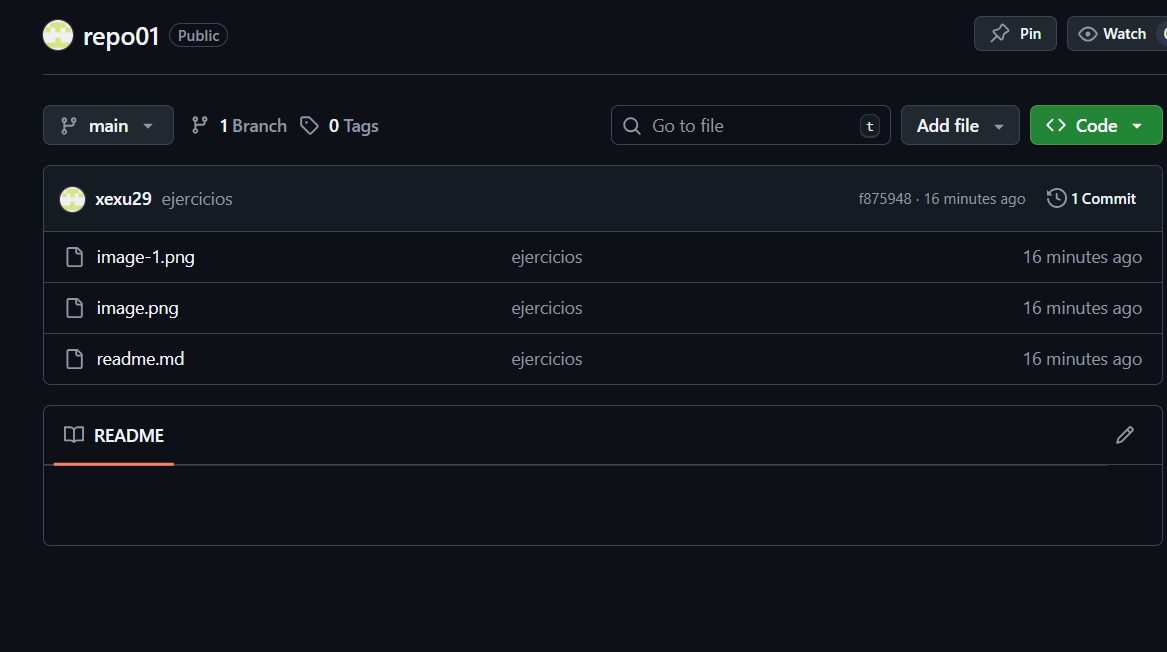 repo01 Public Pin Watch
main 1 Branch 0 Tags Go to file t Add file Code
xexu29 ejercicios f875948 · 16 minutes ago 1 Commit
image-1.png ejercicios 16 minutes ago
image.png ejercicios 16 minutes ago
readme.md ejercicios 16 minutes ago
README